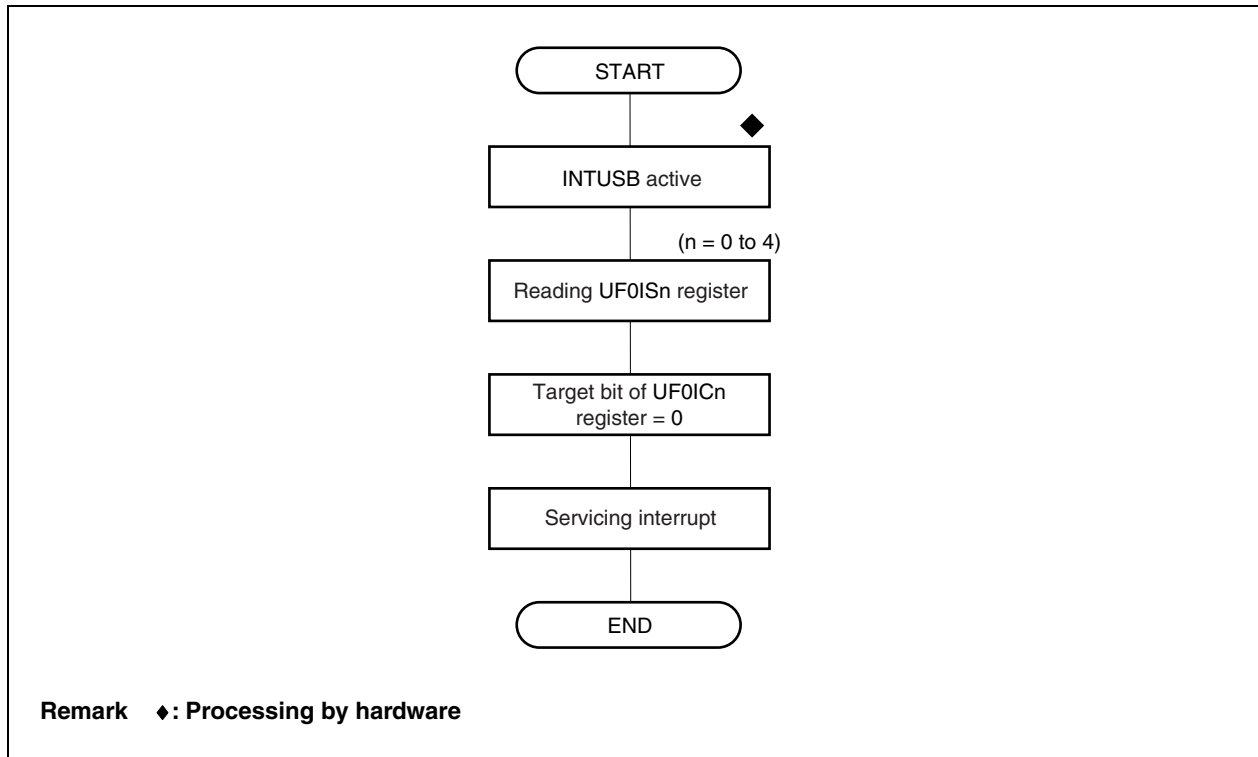 START
◆
INTUSB active
(n = 0 to 4)
Reading UF0ISn register
Target bit of UF0ICn
register = 0
Servicing interrupt
END
Remark ◆: Processing by hardware